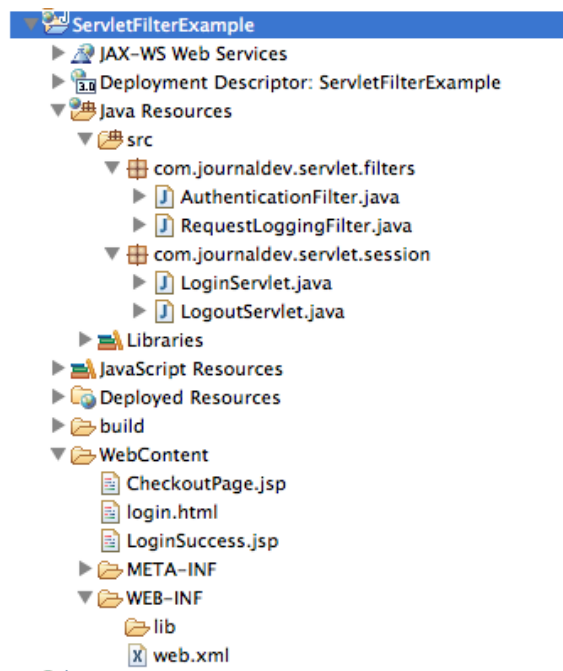 ServletFilterExample
JAX-WS Web Services
3.0 Deployment Descriptor: ServletFilterExample
Java Resources
src
com.journaldev.servlet.filters
J AuthenticationFilter.java
J RequestLoggingFilter.java
com.journaldev.servlet.session
J LoginServlet.java
J LogoutServlet.java
Libraries
JavaScript Resources
Deployed Resources
build
WebContent
CheckoutPage.jsp
login.html
LoginSuccess.jsp
META-INF
WEB-INF
lib
X web.xml